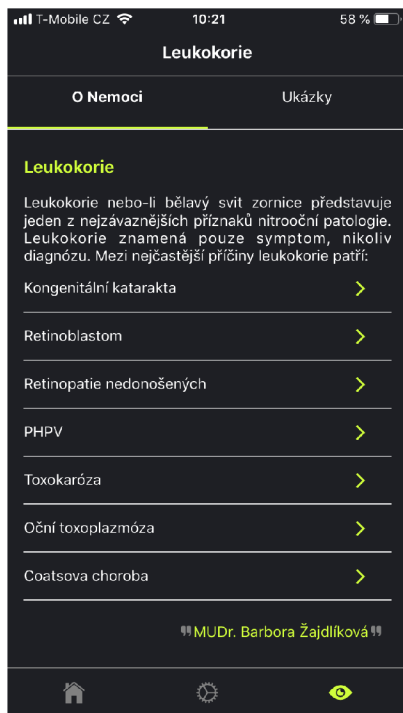 T-Mobile CZ 10:21 58 %
Leukokorie
O Nemoci Ukázky
Leukokorie
Leukokorie nebo-li bělavý svit zornice představuje
jeden z nejzávaznějších příznaků nitrooční patologie.
Leukokorie znamená pouze symptom, nikoliv
diagnózu. Mezi nejčastější příčiny leukokorie patří:
Kongenitální katarakta
Retinoblastom
Retinopatie nedonošených
PHPV
Toxokaróza
Oční toxoplazmóza
Coatsova choroba
"MUDr. Barbora Žajdlíková"